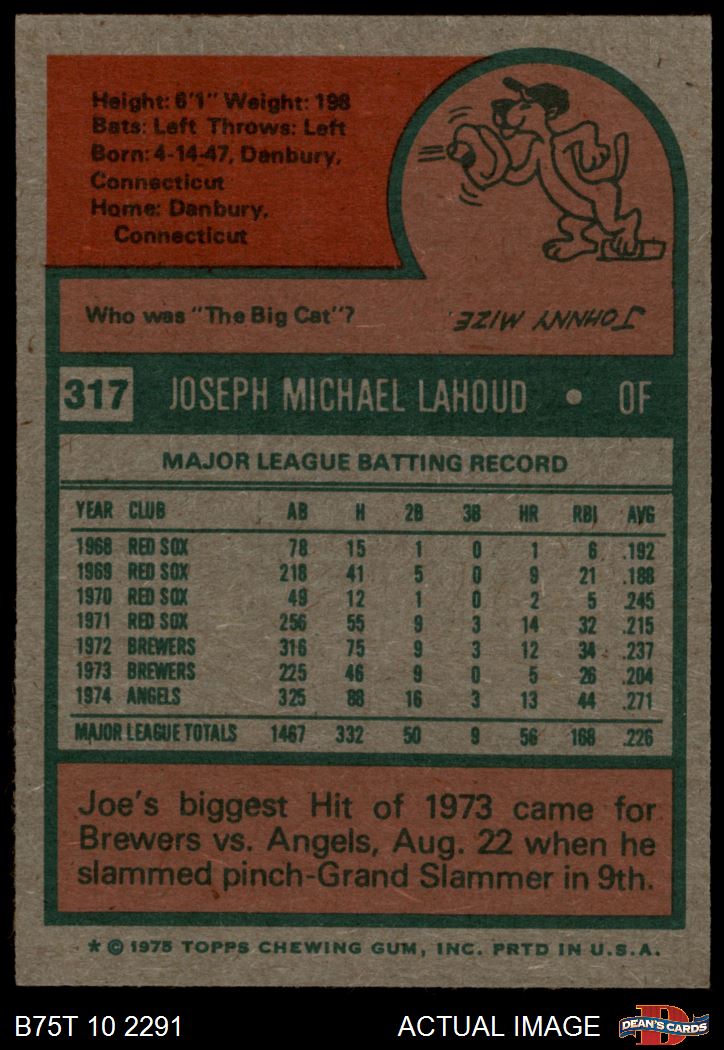 Height: 6'1" Weight: 198
Bats: Left Throws: Left
Born: 4-14-47, Danbury,
Connecticut
Home: Danbury,
Connecticut
Who was "The Big Cat"?
JOHNNY MIZE
317 JOSEPH MICHAEL LAHOUD • OF
MAJOR LEAGUE BATTING RECORD
YEAR CLUB AB H 2B 3B HR RBI AVG
1968 RED SOX 78 15 1 0 1 6 .192
1969 RED SOX 218 41 5 0 9 21 .188
1970 RED SOX 49 12 1 0 2 5 .245
1971 RED SOX 256 55 9 3 14 32 .215
1972 BREWERS 316 75 9 3 12 34 .237
1973 BREWERS 225 46 9 0 5 26 .204
1974 ANGELS 325 88 16 3 13 44 .271
MAJOR LEAGUE TOTALS 1467 332 50 9 56 168 .226
Joe's biggest Hit of 1973 came for
Brewers vs. Angels, Aug. 22 when he
slammed pinch-Grand Slammer in 9th.
* © 1975 TOPPS CHEWING GUM, INC. PRTD IN U.S.A.
B75T 10 2291 ACTUAL IMAGE D DEAN'S CARDS